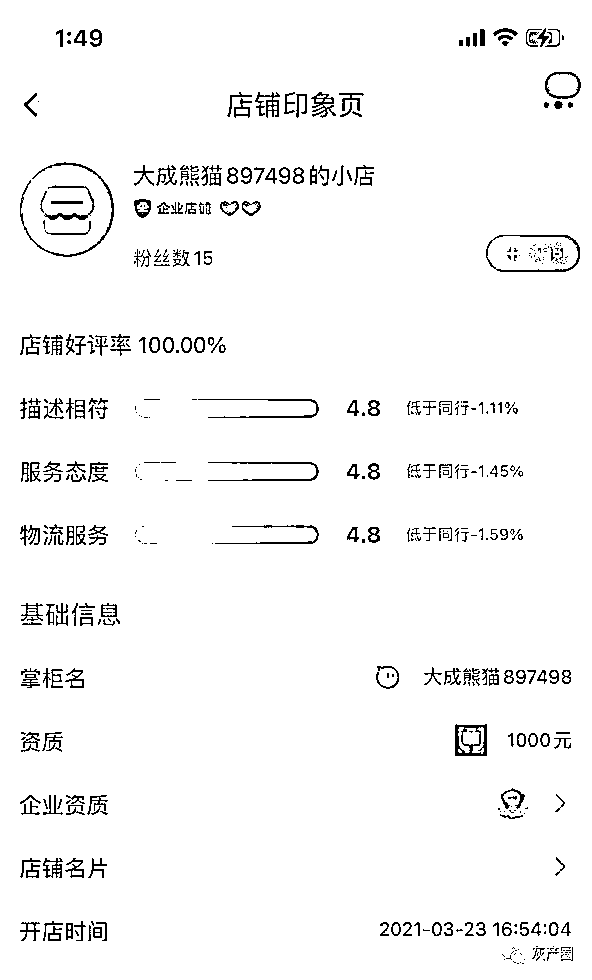 1:49
店铺印象页
大成熊猫897498的小店
企业店铺
粉丝数15
店铺好评率 100.00%
描述相符 4.8 低于同行-1.11%
服务态度 4.8 低于同行-1.45%
物流服务 4.8 低于同行-1.59%
基础信息
掌柜名 大成熊猫897498
资质 1000元
企业资质
店铺名片
开店时间 2021-03-23 16:54:04
灰产圈